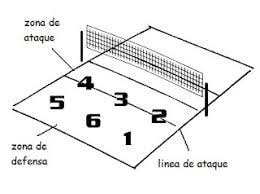 zona de
ataque
4
5
3
2
6
1
zona de
defensa
linea de ataque